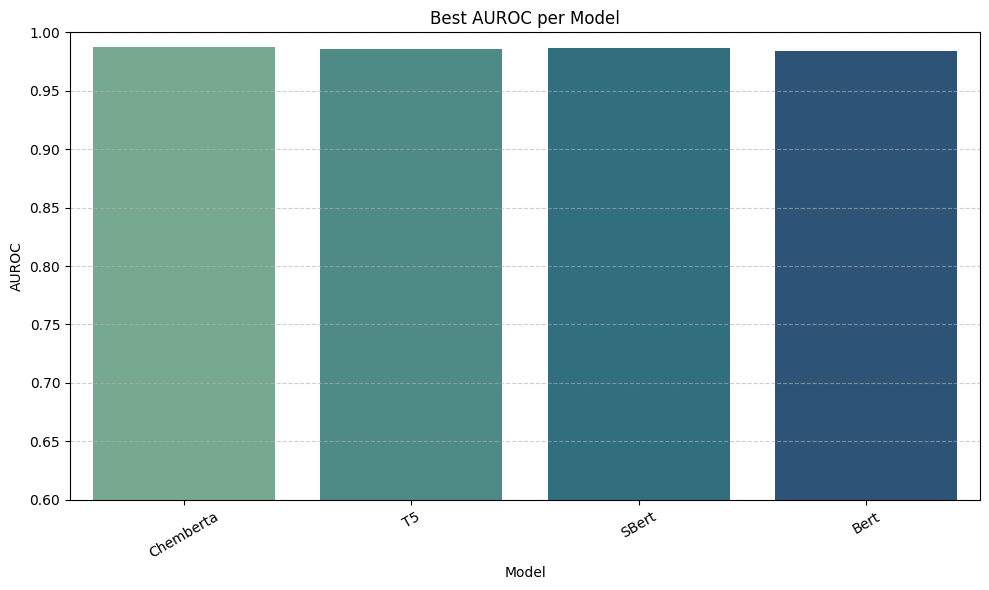 Best AUROC per Model
AUROC
1.00
0.95
0.90
0.85
0.80
0.75
0.70
0.65
0.60
Chemberta
T5
SBert
Bert
Model